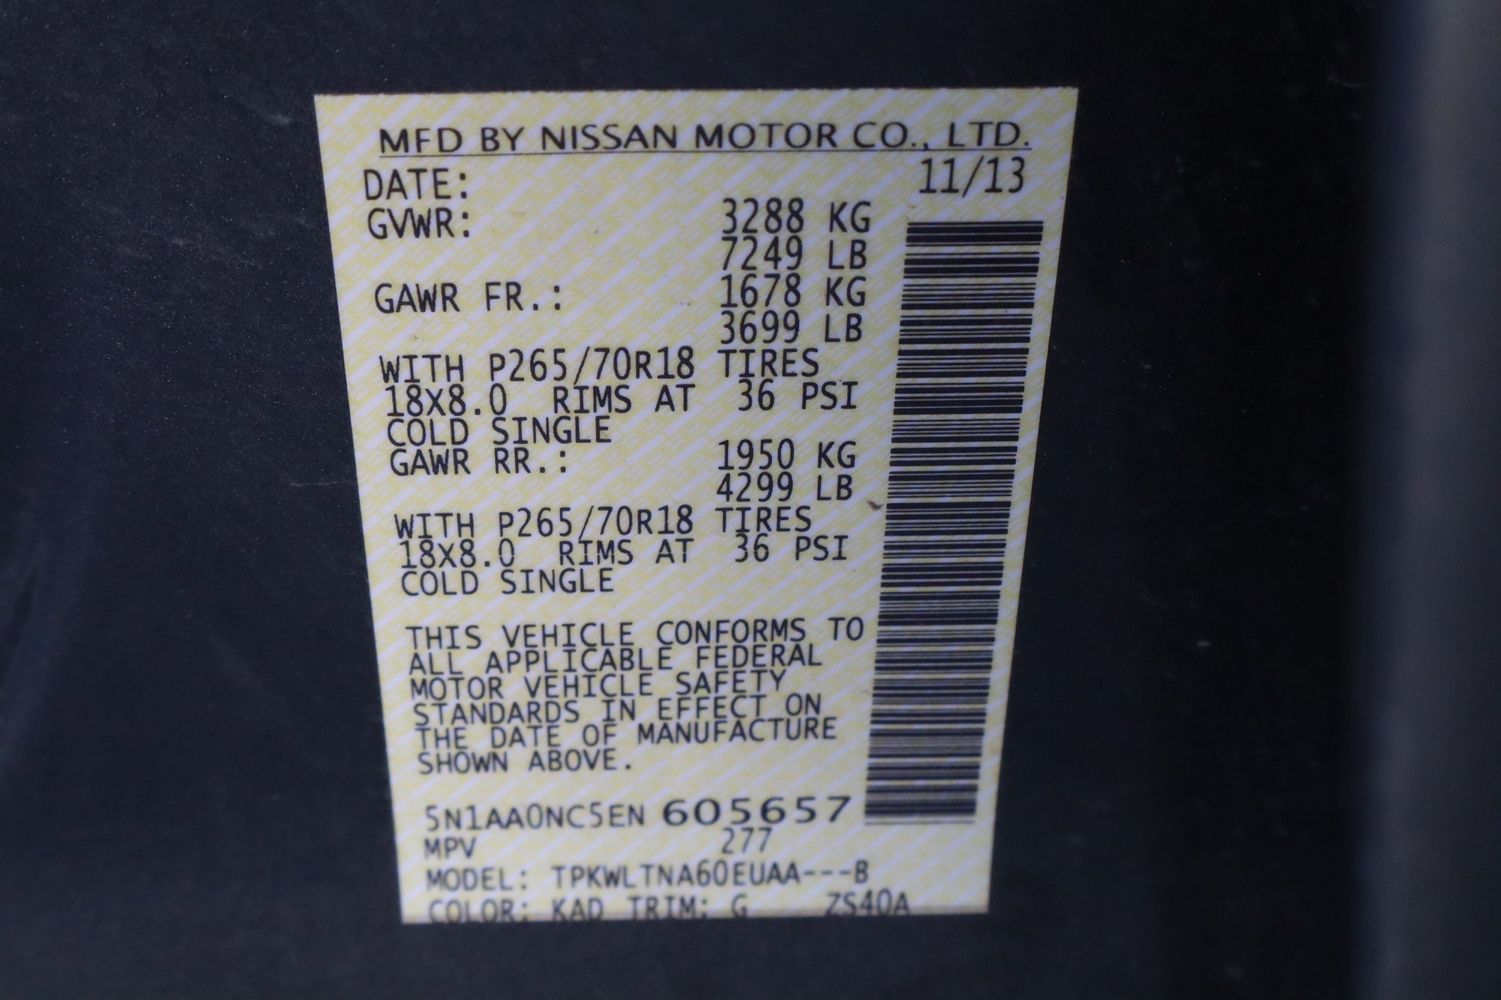 MFD BY NISSAN MOTOR CO., LTD.
DATE: 11/13
GVWR: 3288 KG
7249 LB
GAWR FR.: 1678 KG
3699 LB
WITH P265/70R18 TIRES
18X8.0 RIMS AT 36 PSI
COLD SINGLE
GAWR RR.: 1950 KG
4299 LB
WITH P265/70R18 TIRES
18X8.0 RIMS AT 36 PSI
COLD SINGLE
THIS VEHICLE CONFORMS TO
ALL APPLICABLE FEDERAL
MOTOR VEHICLE SAFETY
STANDARDS IN EFFECT ON
THE DATE OF MANUFACTURE
SHOWN ABOVE.
5N1AA0NC5EN 605657
MPV 277
MODEL: TPKWLTNA60EUAA---B
COLOR: KAD TRIM: G ZS40A